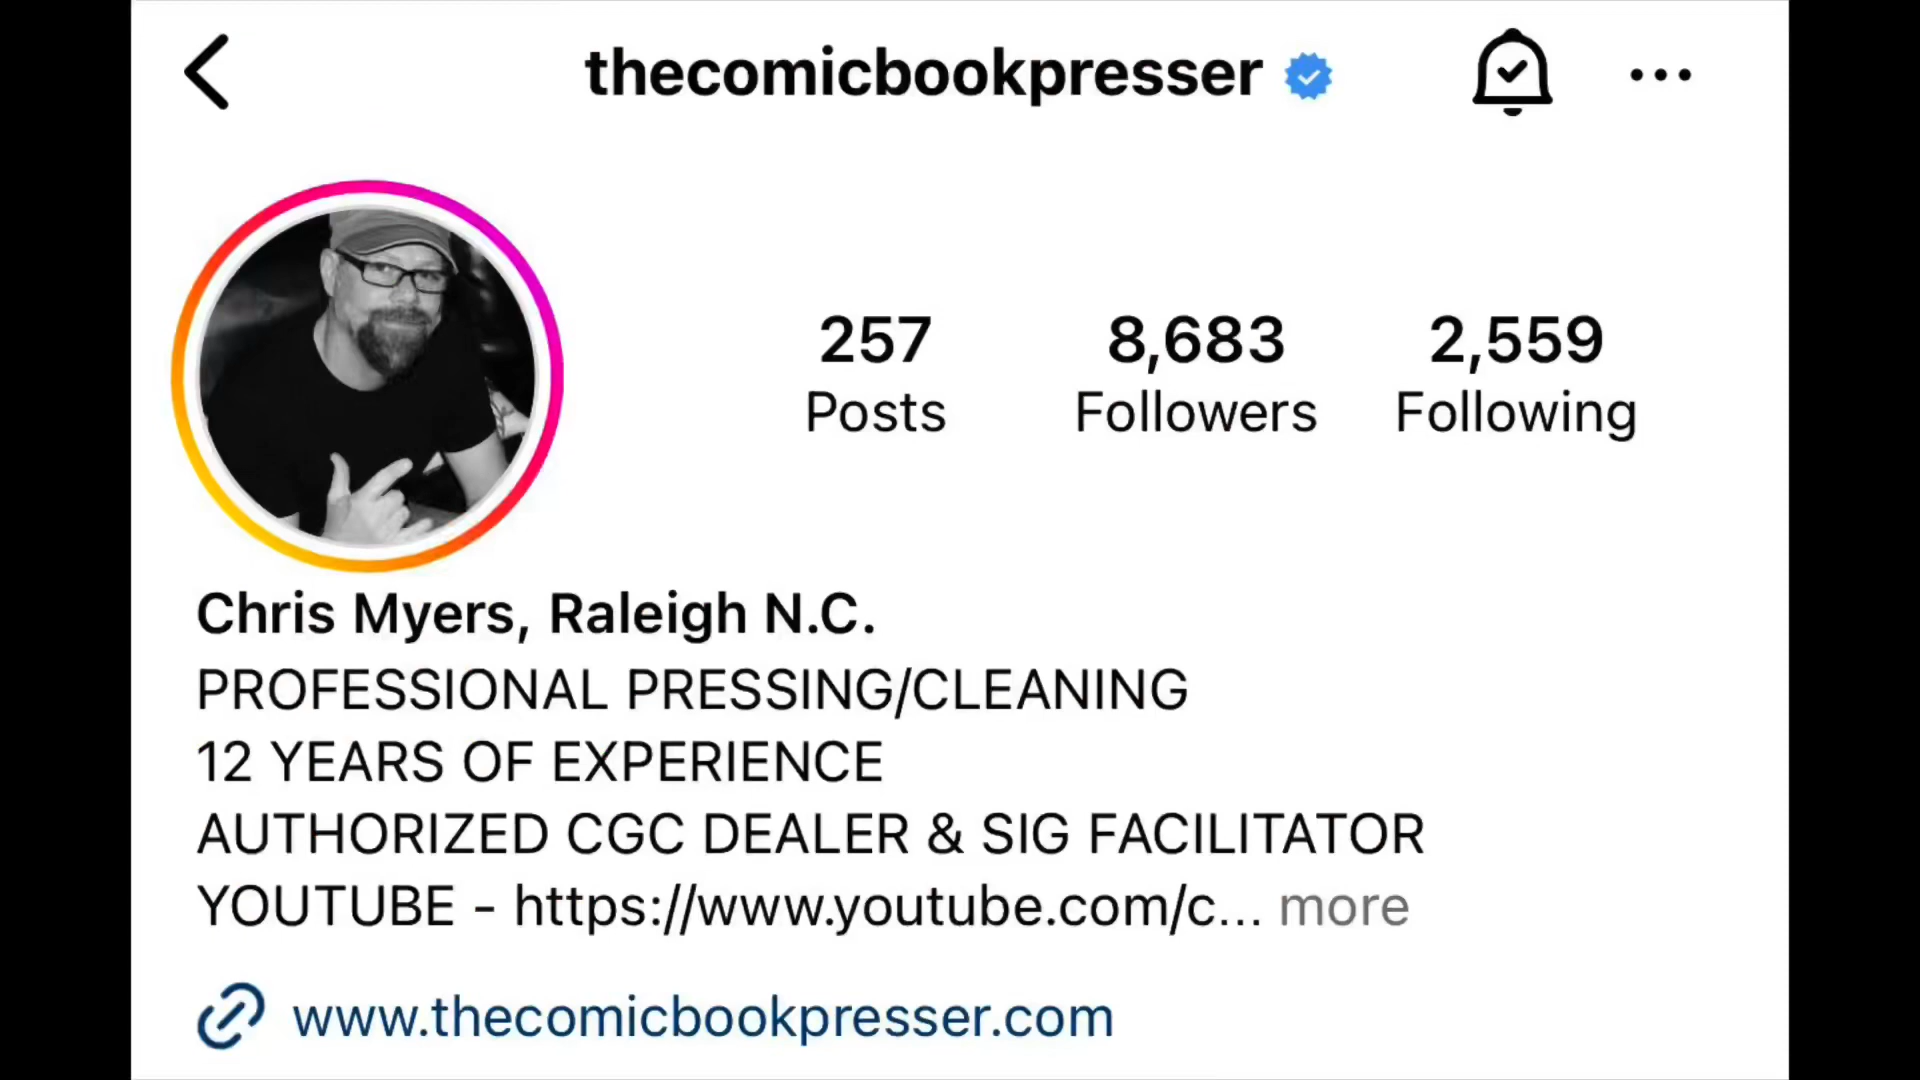 thecomicbookpresser
257 8,683 2,559
Posts Followers Following
Chris Myers, Raleigh N.C.
PROFESSIONAL PRESSING/CLEANING
12 YEARS OF EXPERIENCE
AUTHORIZED CGC DEALER & SIG FACILITATOR
YOUTUBE - https://www.youtube.com/c... more
www.thecomicbookpresser.com